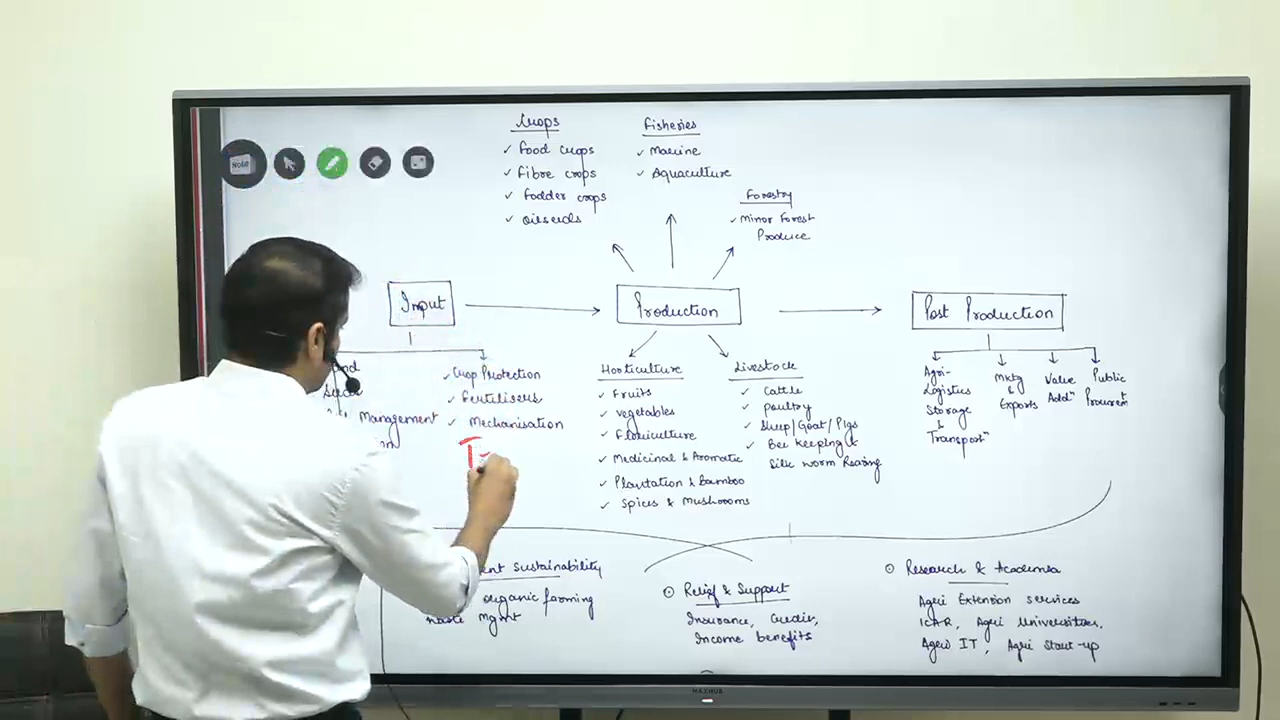 Note
Crops
✓ Food crops
✓ Fibre crops
✓ Fodder crops
✓ Oilseeds
Fisheries
✓ Marine
✓ Aquaculture
Forestry
✓ Minor Forest
Produce
Input
Production
Post Production
Management
✓ Crop Protection
✓ Fertilisers
✓ Mechanisation
Horticulture
✓ Fruits
✓ Vegetables
✓ Floriculture
✓ Medicinal & Aromatic
✓ Plantation & Bamboo
✓ Spices & Mushrooms
Livestock
✓ Cattle
✓ Poultry
✓ Sheep/Goat/Pigs
✓ Bee Keeping &
Silk worm Rearing
Agri-
Logistics
Storage
&
Transport"
Mktg
&
Exports
Value
Add"
Public
Procurem
Sustainability
organic farming
Waste Mgmt
⊙ Relief & Support
Insurance, Credit,
Income benefits
⊙ Research & Academia
Agri Extension services
ICAR, Agri Universities,
Agri IT, Agri Start-up
MAXHUB